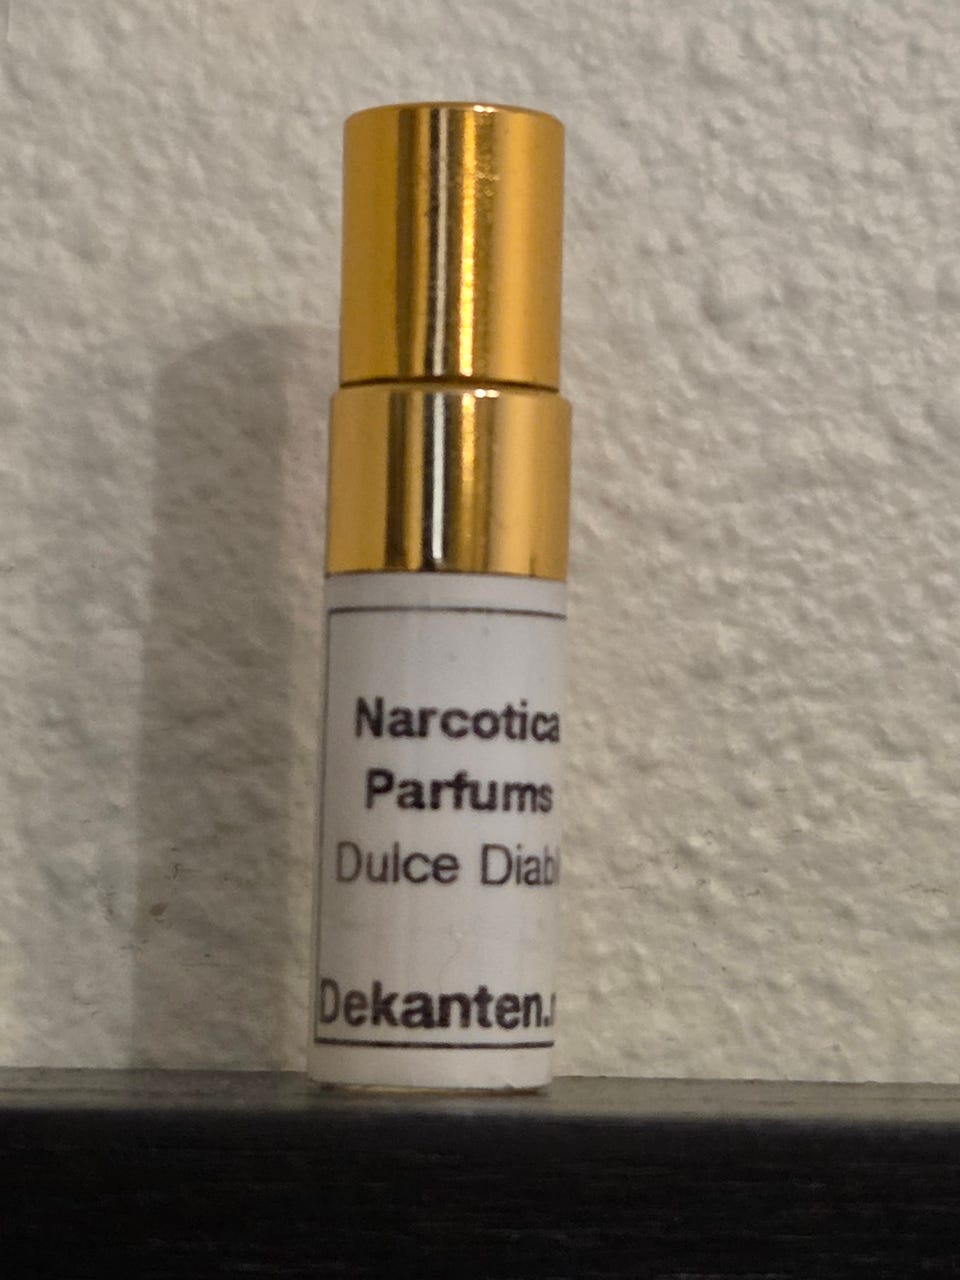 Narcotica
Parfums
Dulce Diabl
Dekanten.